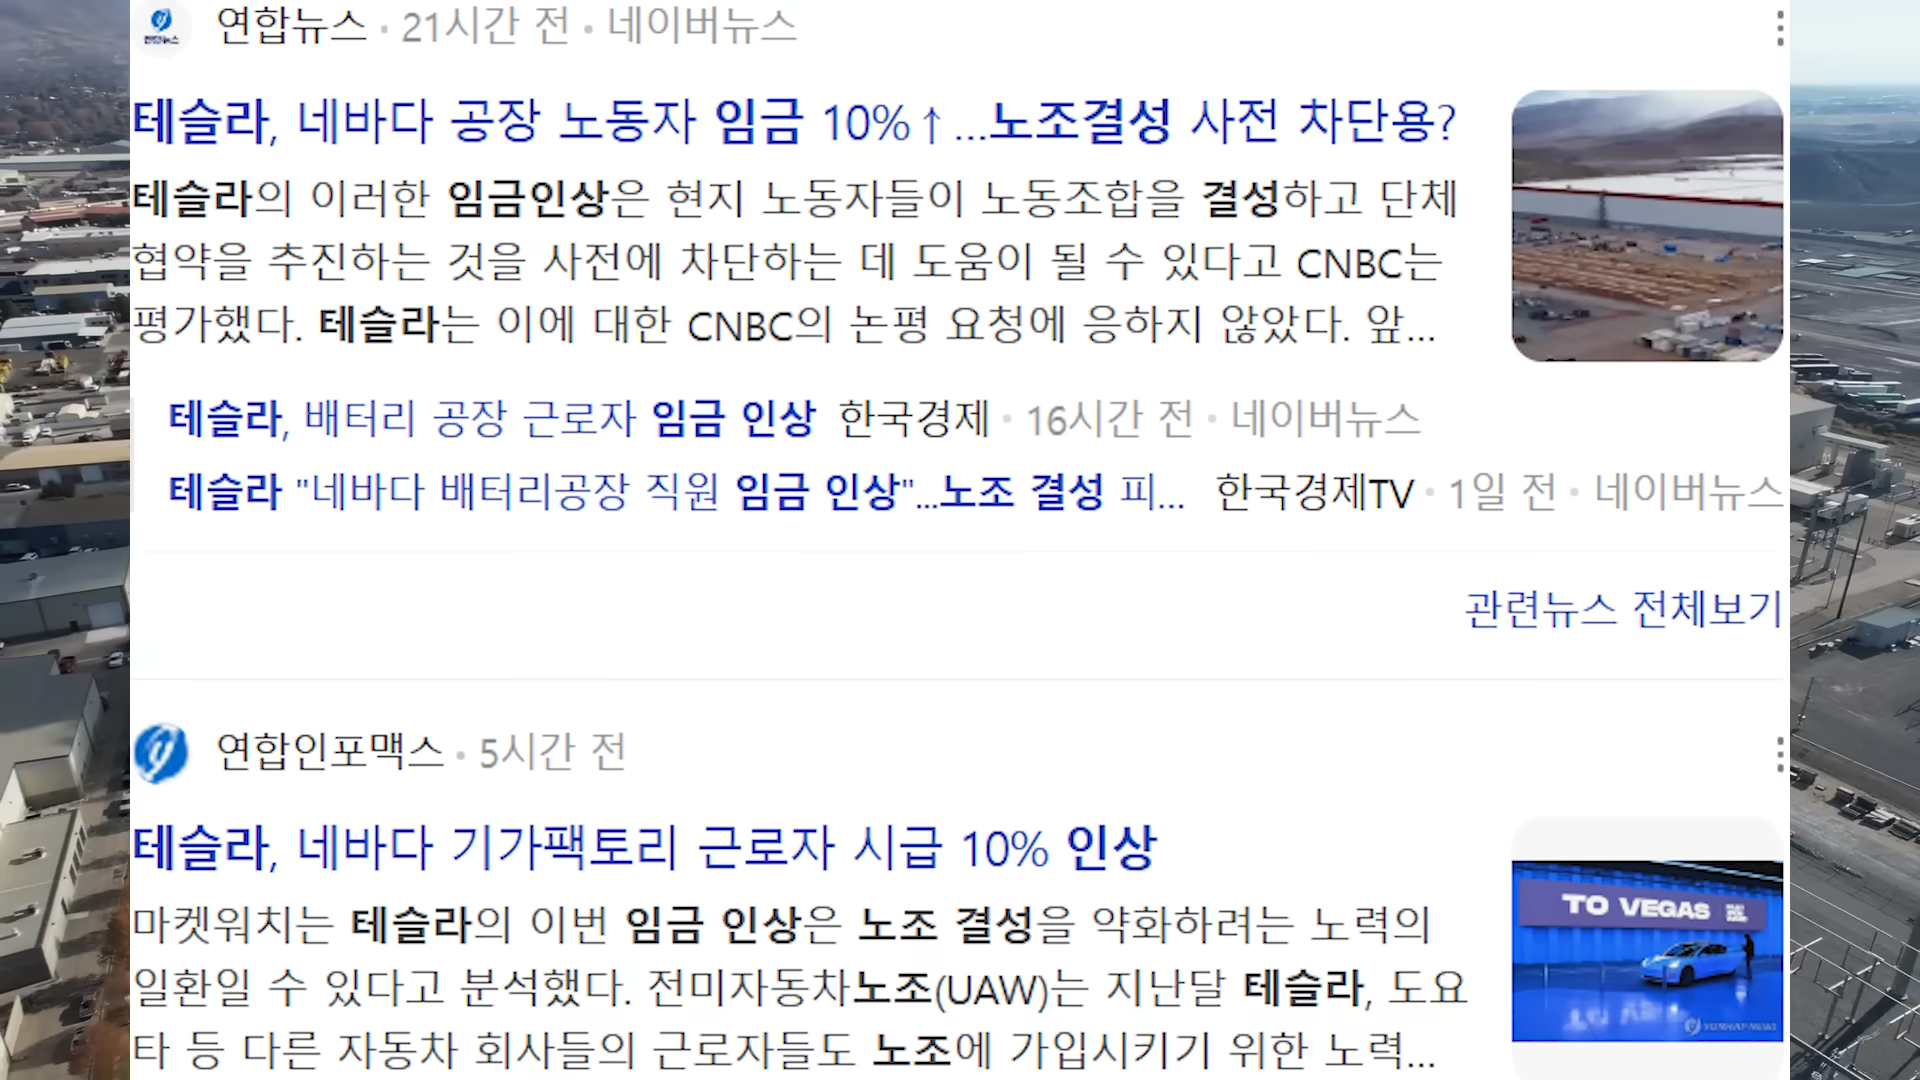 연합뉴스 · 21시간 전 · 네이버뉴스
테슬라, 네바다 공장 노동자 임금 10%↑...노조결성 사전 차단용?
테슬라의 이러한 임금인상은 현지 노동자들이 노동조합을 결성하고 단체
협약을 추진하는 것을 사전에 차단하는 데 도움이 될 수 있다고 CNBC는
평가했다. 테슬라는 이에 대한 CNBC의 논평 요청에 응하지 않았다. 앞...
테슬라, 배터리 공장 근로자 임금 인상 한국경제 · 16시간 전 · 네이버뉴스
테슬라 "네바다 배터리공장 직원 임금 인상"...노조 결성 피... 한국경제TV · 1일 전 · 네이버뉴스
관련뉴스 전체보기
연합인포맥스 · 5시간 전
테슬라, 네바다 기가팩토리 근로자 시급 10% 인상
마켓워치는 테슬라의 이번 임금 인상은 노조 결성을 약화하려는 노력의
일환일 수 있다고 분석했다. 전미자동차노조(UAW)는 지난달 테슬라, 도요
타 등 다른 자동차 회사들의 근로자들도 노조에 가입시키기 위한 노력...
TO VEGAS